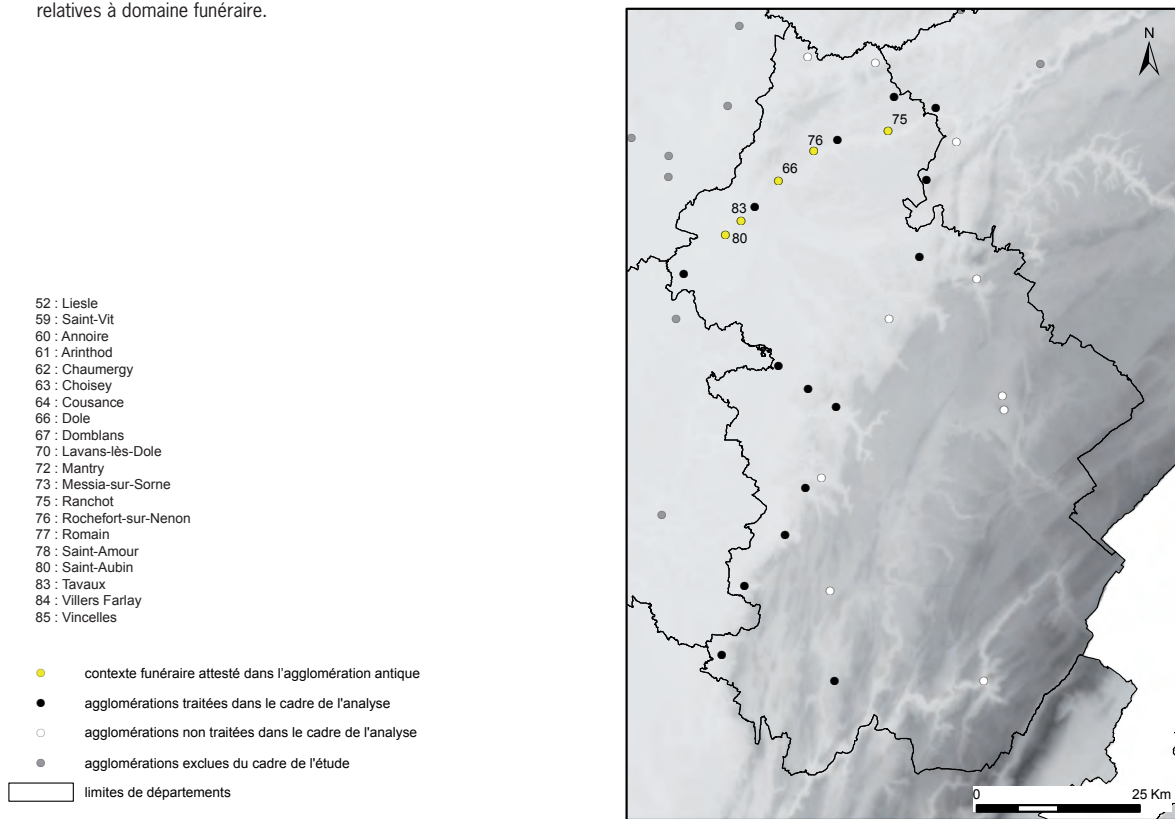 relatives à domaine funéraire.
52 : Liesle
59 : Saint-Vit
60 : Annoire
61 : Arinthod
62 : Chaumergy
63 : Choisey
64 : Cousance
66 : Dole
67 : Domblans
70 : Lavans-lès-Dole
72 : Mantry
73 : Messia-sur-Sorne
75 : Ranchot
76 : Rochefort-sur-Nenon
77 : Romain
78 : Saint-Amour
80 : Saint-Aubin
83 : Tavaux
84 : Villers Farlay
85 : Vincelles
contexte funéraire attesté dans l'agglomération antique
agglomérations traitées dans le cadre de l'analyse
agglomérations non traitées dans le cadre de l'analyse
agglomérations exclues du cadre de l'étude
limites de départements
N
75
76
66
83
80
0 25 Km